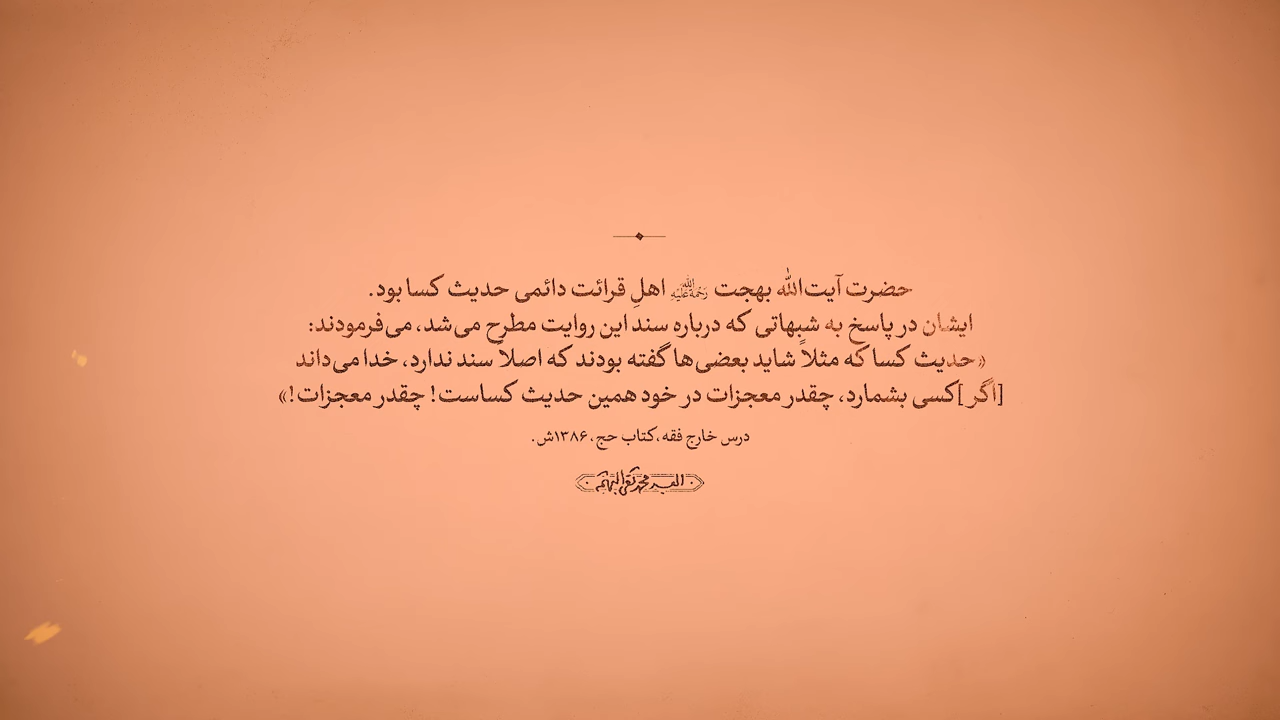 حضرت آیت‌الله بهجت رحمة‌الله‌علیه اهلِ قرائت دائمی حدیث کسا بود.
ایشان در پاسخ به شبهاتی که درباره سند این روایت مطرح می‌شد، می‌فرمودند:
«حدیث کسا که مثلاً شاید بعضی‌ها گفته بودند که اصلاً سند ندارد، خدا می‌داند
[اگر] کسی بشمارد، چقدر معجزات در خود همین حدیث کساست! چقدر معجزات!»
درس خارج فقه، کتاب حج، ۱۳۸۶ش.
العبد محمدتقی البهجة